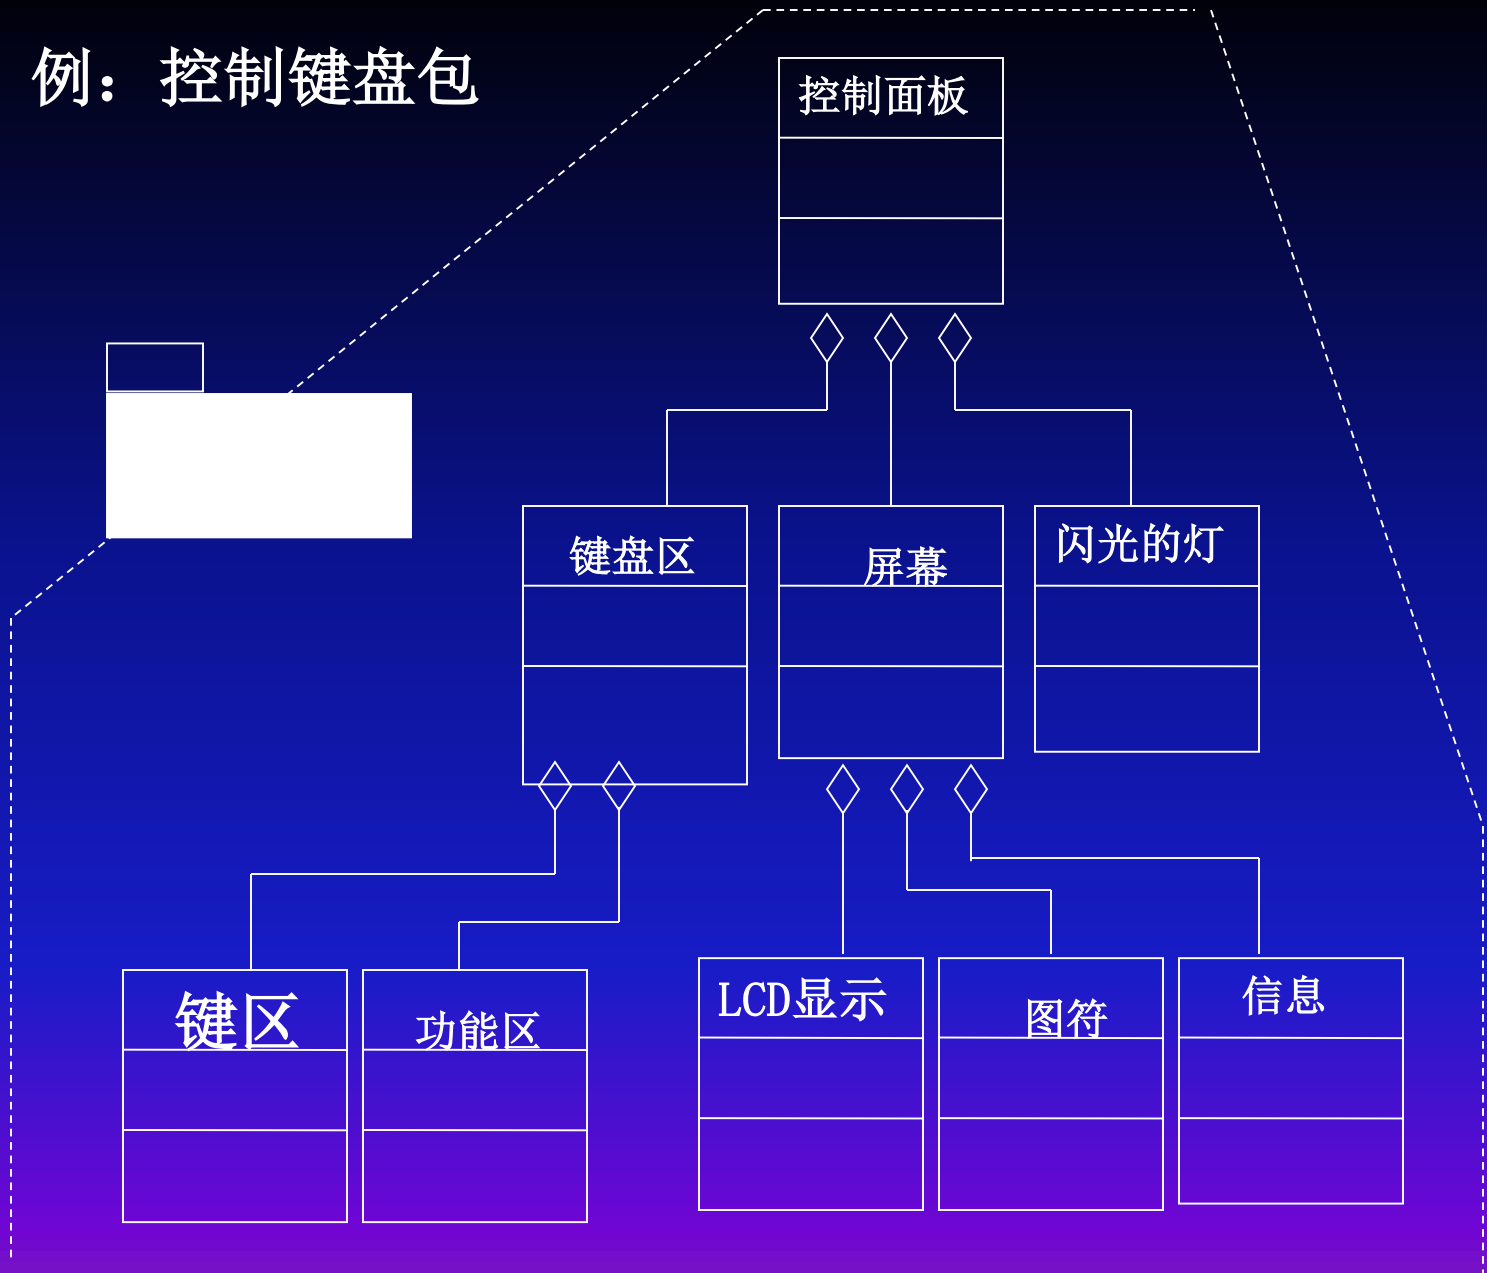 例：控制键盘包
控制面板
键盘区
屏幕
闪光的灯
键区
功能区
LCD显示
图符
信息